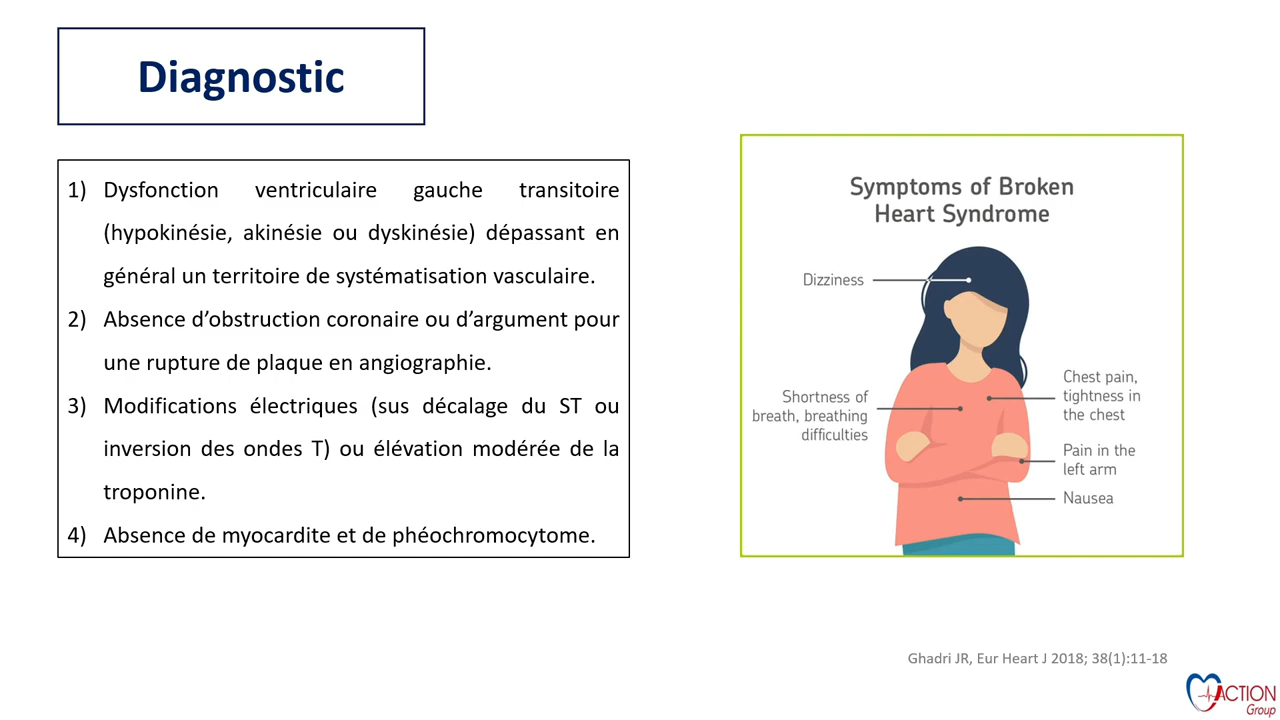 Diagnostic
1) Dysfonction ventriculaire gauche transitoire
(hypokinésie, akinésie ou dyskinésie) dépassant en
général un territoire de systématisation vasculaire.
2) Absence d’obstruction coronaire ou d’argument pour
une rupture de plaque en angiographie.
3) Modifications électriques (sus décalage du ST ou
inversion des ondes T) ou élévation modérée de la
troponine.
4) Absence de myocardite et de phéochromocytome.
Symptoms of Broken
Heart Syndrome
Dizziness
Shortness of
breath, breathing
difficulties
Chest pain,
tightness in
the chest
Pain in the
left arm
Nausea
Ghadri JR, Eur Heart J 2018; 38(1):11-18
ACTION
Group